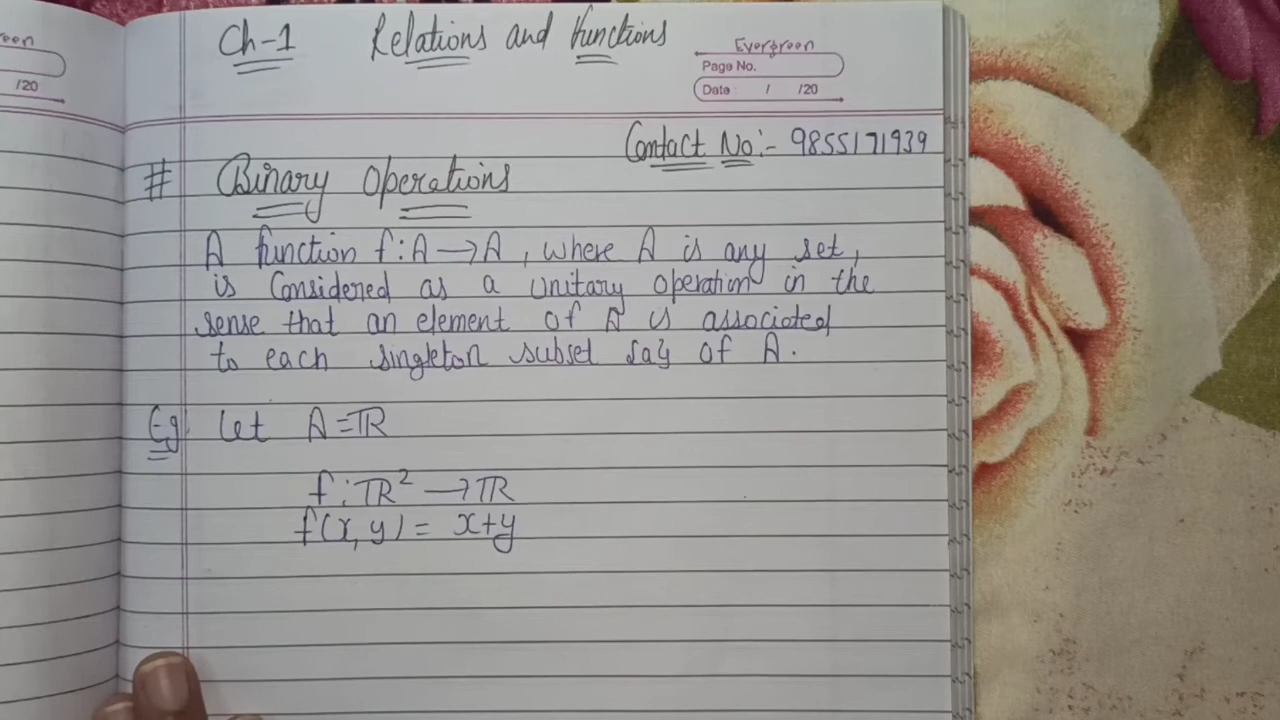 reen
/20
Ch-1 Relations and functions
Evergreen
Page No.
Date : / /20
Contact No:- 9855171939
# Binary Operations
A function f:A→A, where A is any set,
is Considered as a unitary operation in the
sense that an element of A is associated
to each singleton subset {a} of A.
Eg: Let A=ℝ
f:ℝ²→ℝ
f(x,y) = x+y